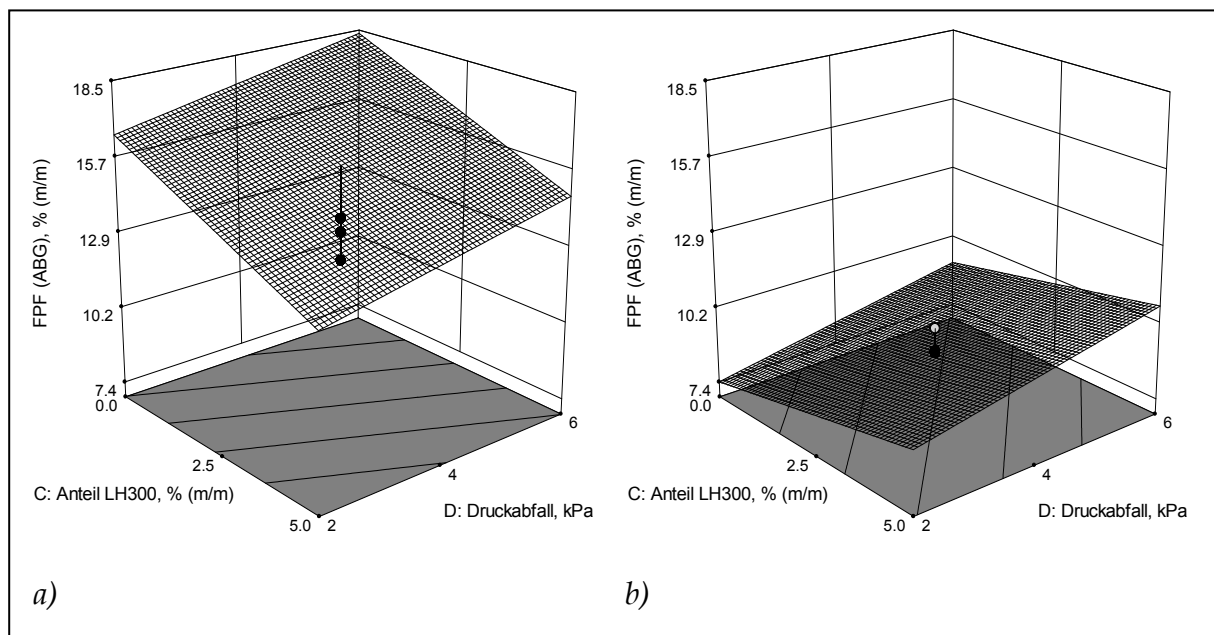 18.5
15.7
12.9
10.2
7.4
FPF (ABG), % (m/m)
0.0
2.5
5.0
C: Anteil LH300, % (m/m)
2
4
6
D: Druckabfall, kPa
a)
18.5
15.7
12.9
10.2
7.4
FPF (ABG), % (m/m)
0.0
2.5
5.0
C: Anteil LH300, % (m/m)
2
4
6
D: Druckabfall, kPa
b)